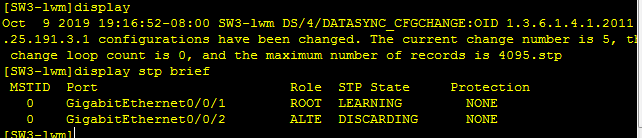 [SW3-lwm]display
Oct  9 2019 19:16:52-08:00 SW3-lwm DS/4/DATASYNC_CFGCHANGE:OID 1.3.6.1.4.1.2011
.25.191.3.1 configurations have been changed. The current change number is 5, th
change loop count is 0, and the maximum number of records is 4095.stp
[SW3-lwm]display stp brief
 MSTID  Port                        Role  STP State     Protection
   0    GigabitEthernet0/0/1        ROOT  LEARNING        NONE
   0    GigabitEthernet0/0/2        ALTE  DISCARDING      NONE
[SW3-lwm]